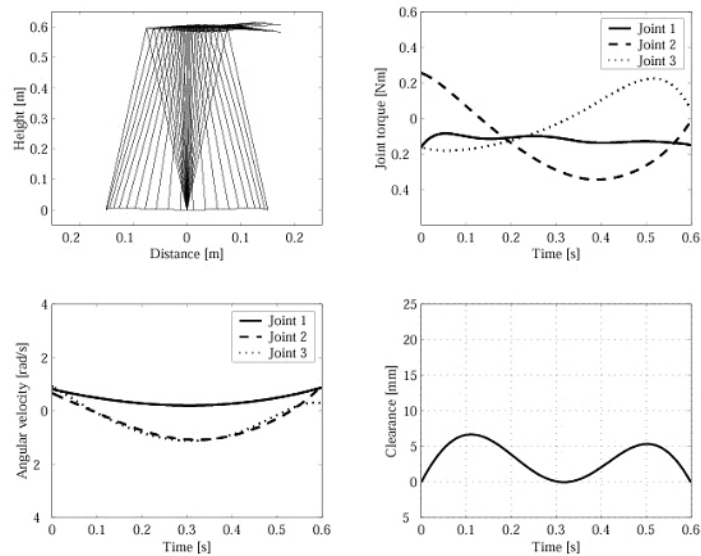 0.6
0.5
0.4
0.3
0.2
0.1
0
Height [m]
0.2 0.1 0 0.1 0.2
Distance [m]
0.6
0.2
0
0.2
0.4
Joint torque [Nm]
Joint 1
Joint 2
Joint 3
0 0.1 0.2 0.3 0.4 0.5 0.6
Time [s]
4
2
0
2
4
Angular velocity [rad/s]
Joint 1
Joint 2
Joint 3
0 0.1 0.2 0.3 0.4 0.5 0.6
Time [s]
25
20
15
10
5
0
5
Clearance [mm]
0 0.1 0.2 0.3 0.4 0.5 0.6
Time [s]